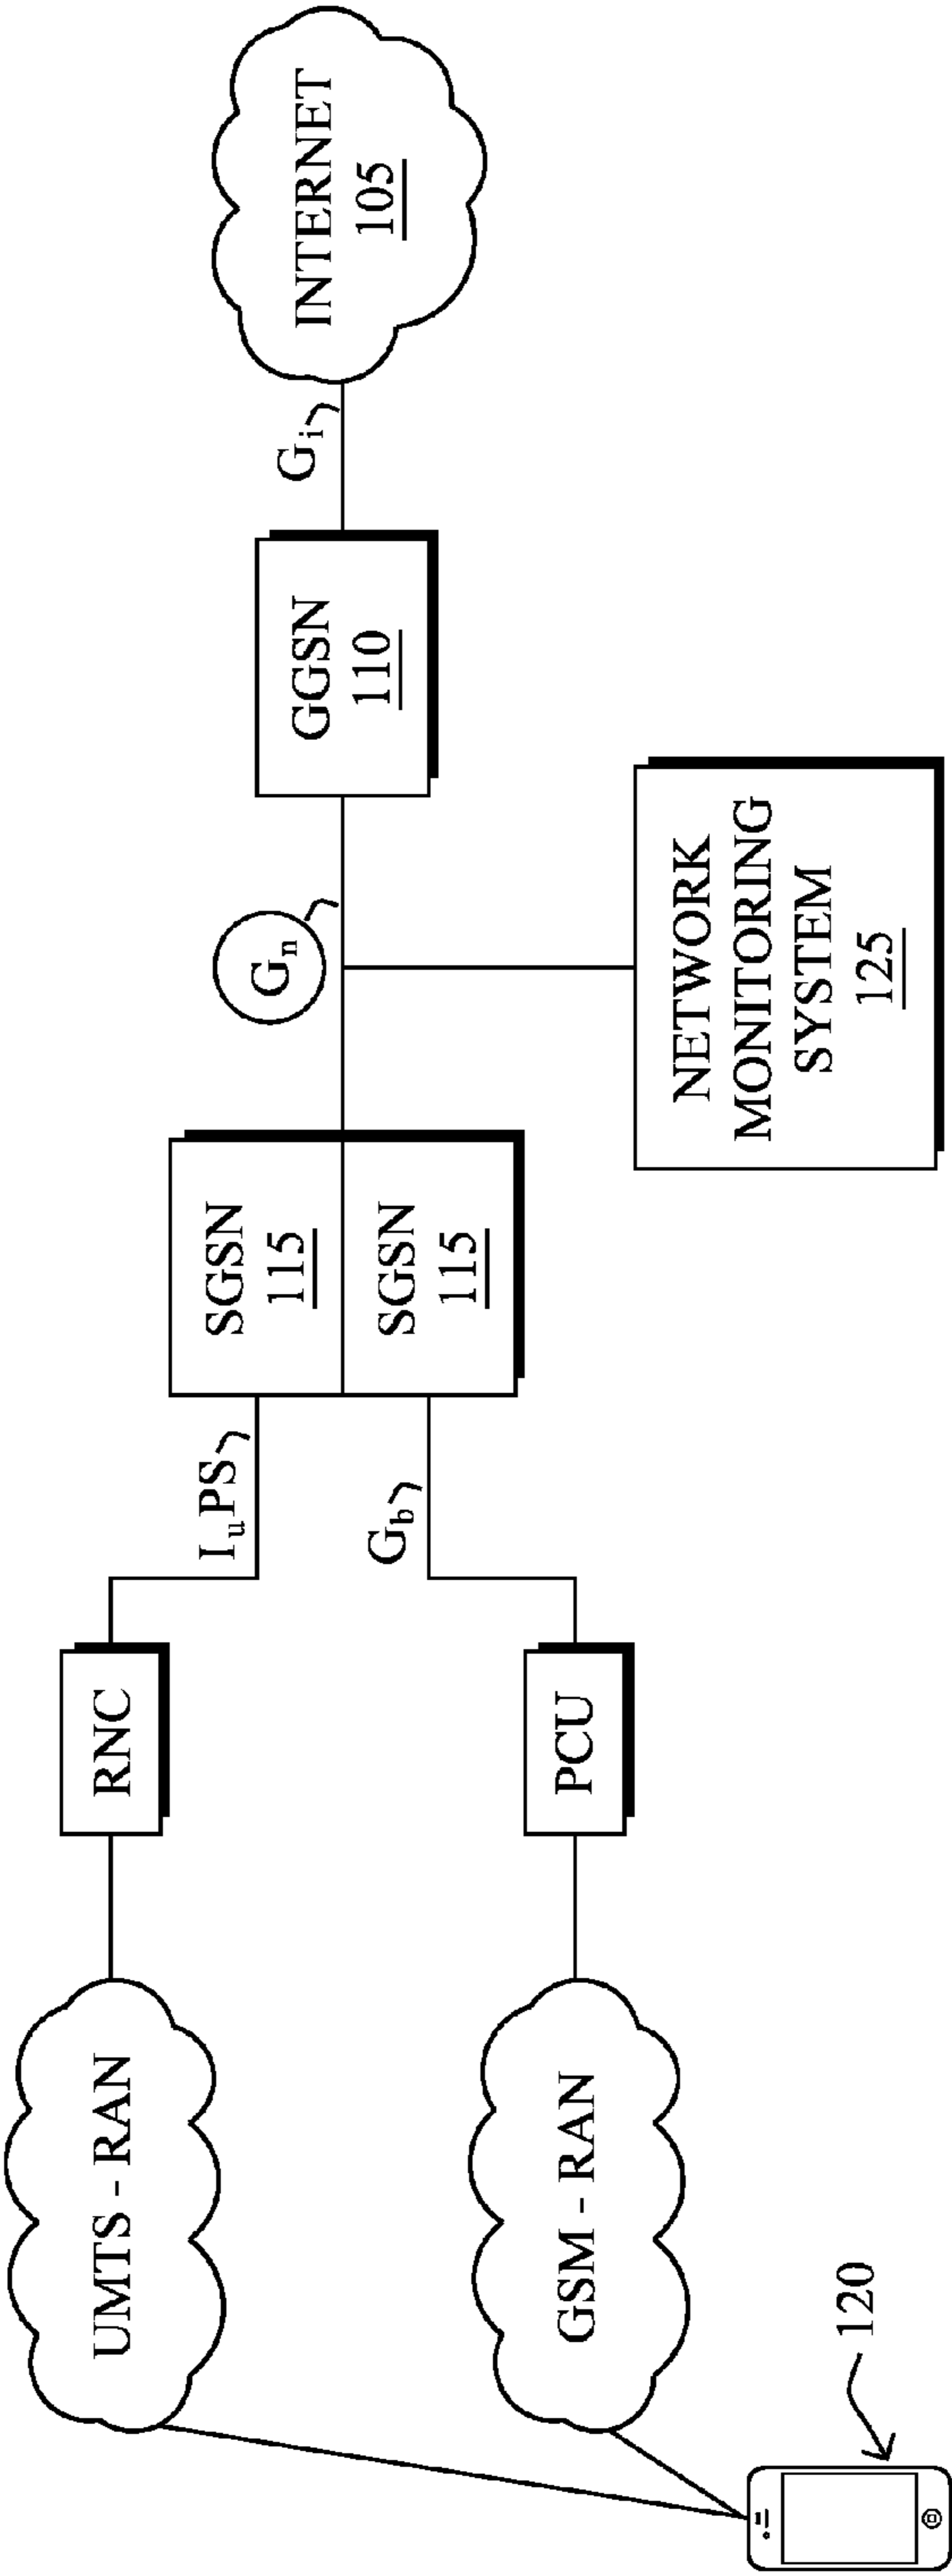 UMTS - RAN
RNC
IuPS
SGSN
115
SGSN
115
Gn
GGSN
110
Gi
INTERNET
105
GSM - RAN
PCU
Gb
NETWORK
MONITORING
SYSTEM
125
120